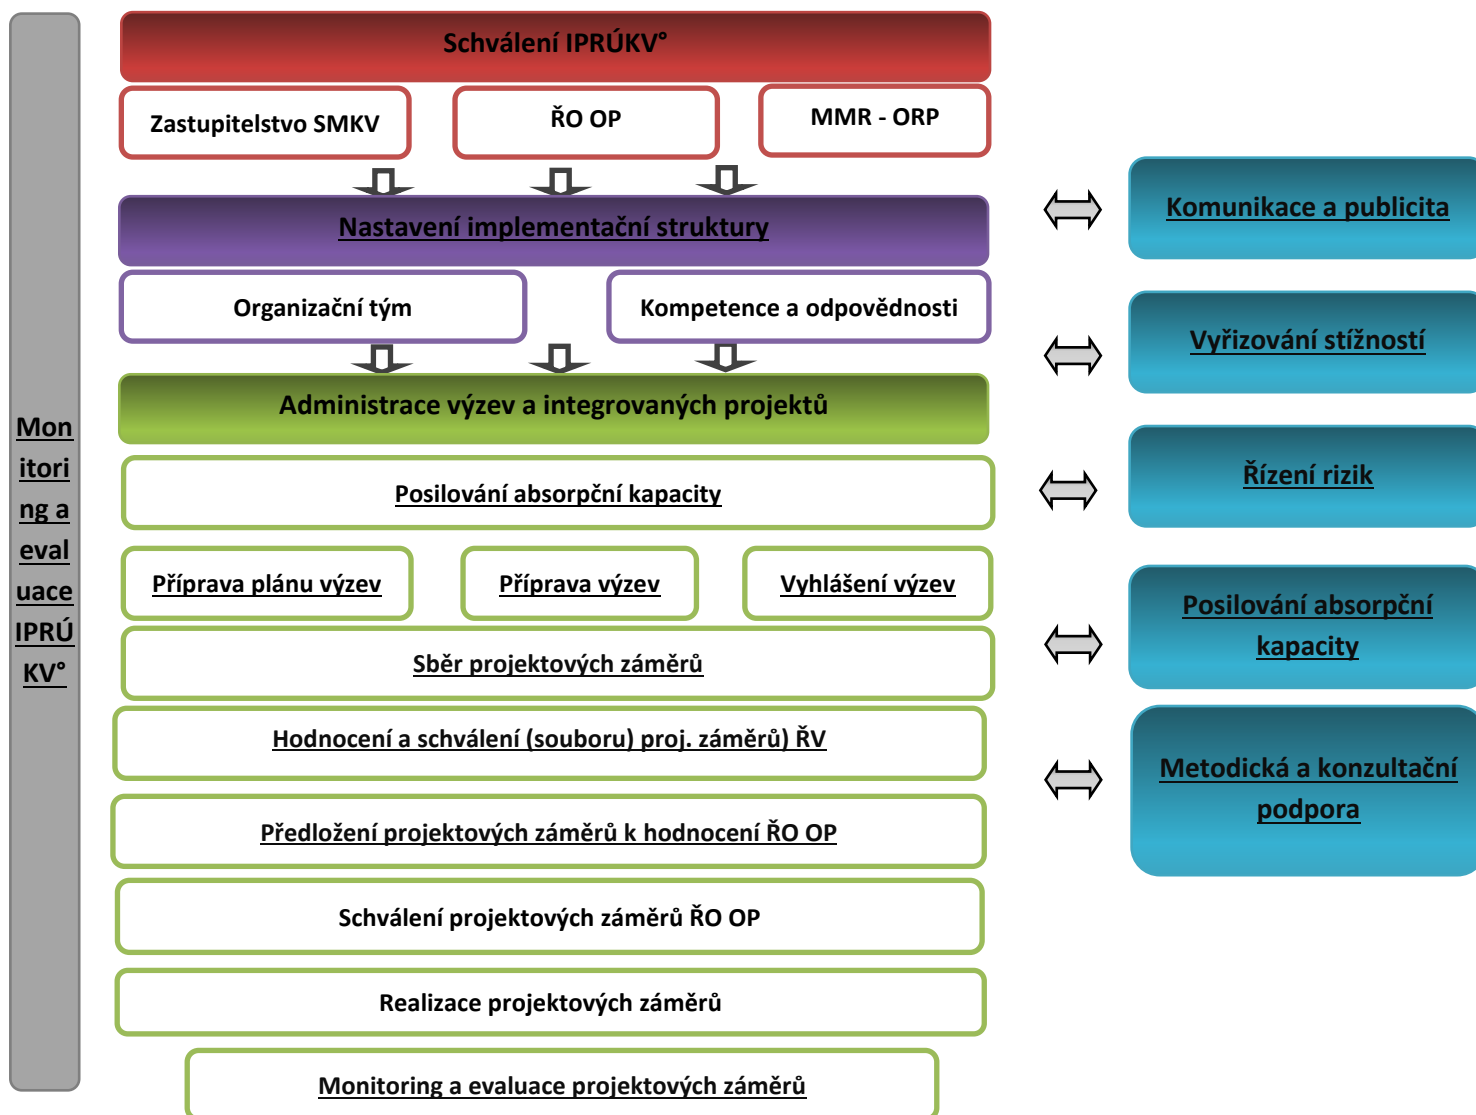 Schválení IPRÚKV°
Zastupitelstvo SMKV
ŘO OP
MMR - ORP
Nastavení implementační struktury
Organizační tým
Kompetence a odpovědnosti
Administrace výzev a integrovaných projektů
Posilování absorpční kapacity
Příprava plánu výzev
Příprava výzev
Vyhlášení výzev
Sběr projektových záměrů
Hodnocení a schválení (souboru) proj. záměrů) ŘV
Předložení projektových záměrů k hodnocení ŘO OP
Schválení projektových záměrů ŘO OP
Realizace projektových záměrů
Monitoring a evaluace projektových záměrů
Mon
itori
ng a
eval
uace
IPRÚ
KV°
Komunikace a publicita
Vyřizování stížností
Řízení rizik
Posilování absorpční
kapacity
Metodická a konzultační
podpora